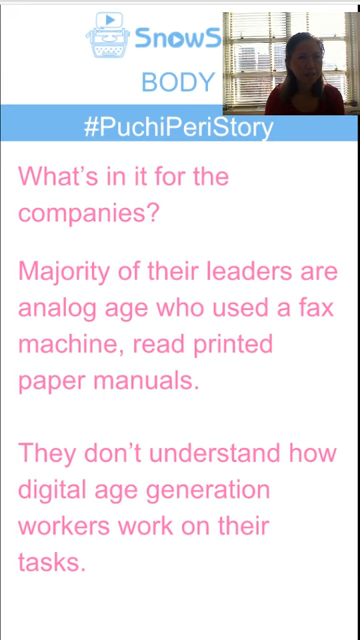 SnowS
BODY
#PuchiPeriStory
What's in it for the
companies?
Majority of their leaders are
analog age who used a fax
machine, read printed
paper manuals.
They don't understand how
digital age generation
workers work on their
tasks.